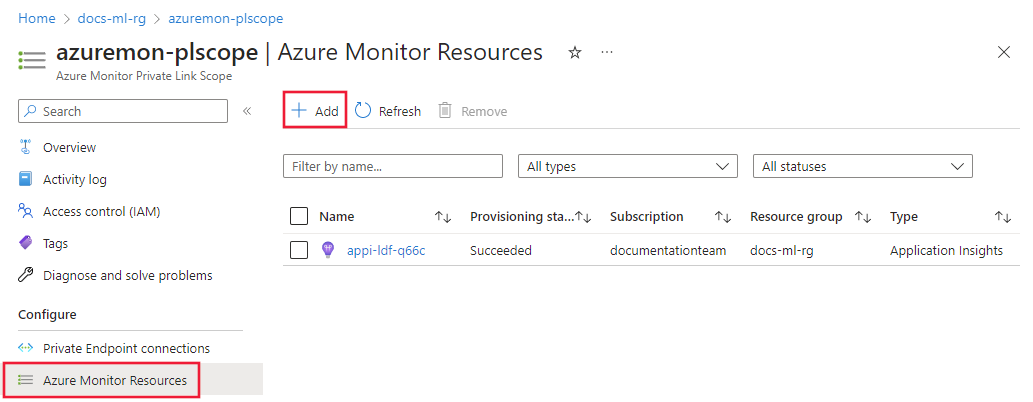 Home > docs-ml-rg > azuremon-plscope
azuremon-plscope | Azure Monitor Resources
Azure Monitor Private Link Scope
Search
Overview
Activity log
Access control (IAM)
Tags
Diagnose and solve problems
Configure
Private Endpoint connections
Azure Monitor Resources
Add Refresh Remove
Filter by name... All types All statuses
Name Provisioning sta... Subscription Resource group Type
appi-ldf-q66c Succeeded documentationteam docs-ml-rg Application Insights